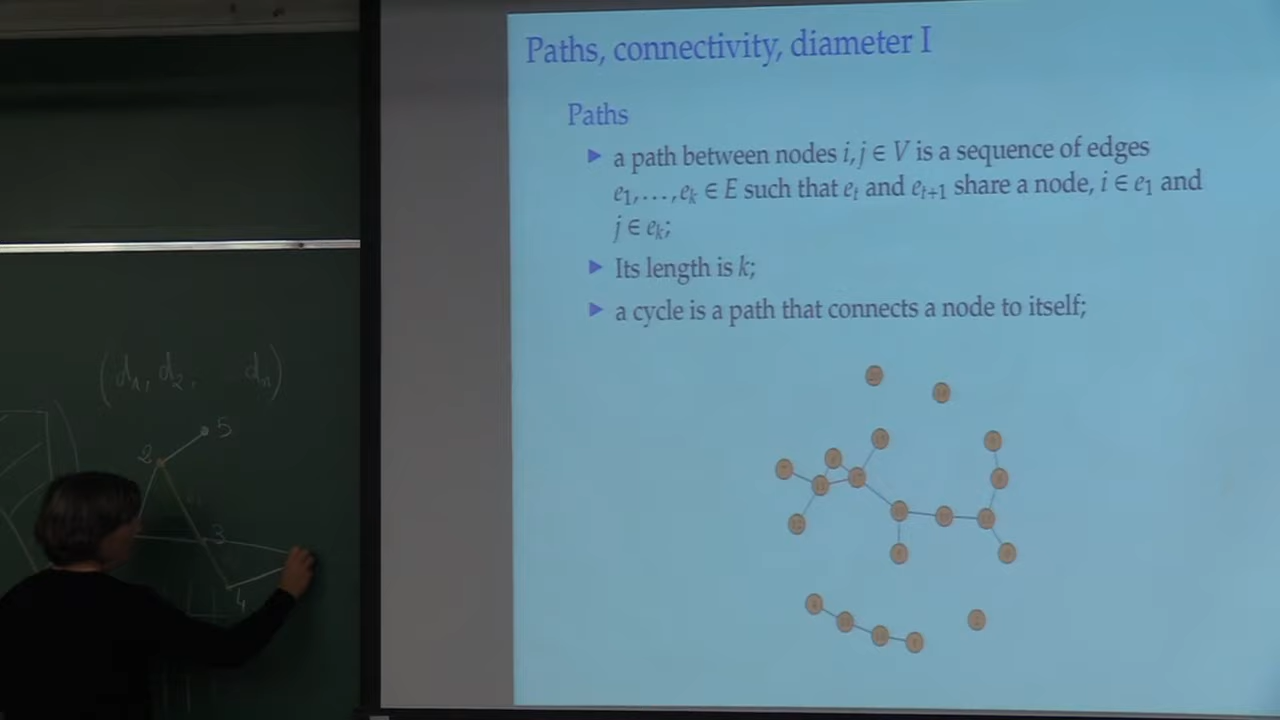 Paths, connectivity, diameter I
Paths
▶ a path between nodes i, j ∈ V is a sequence of edges
e₁,...,eₖ ∈ E such that eₜ and eₜ₊₁ share a node, i ∈ e₁ and
j ∈ eₖ;
▶ Its length is k;
▶ a cycle is a path that connects a node to itself;
(d₁, d₂, dₙ)
5
2
3
4